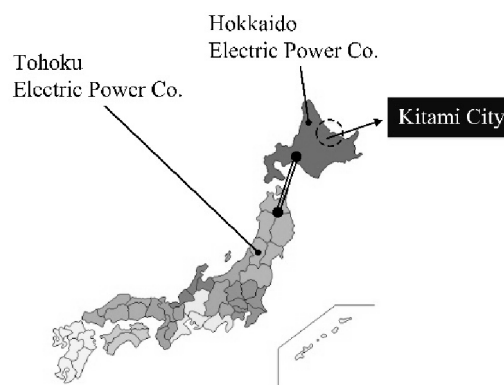 Hokkaido
Electric Power Co.
Tohoku
Electric Power Co.
Kitami City